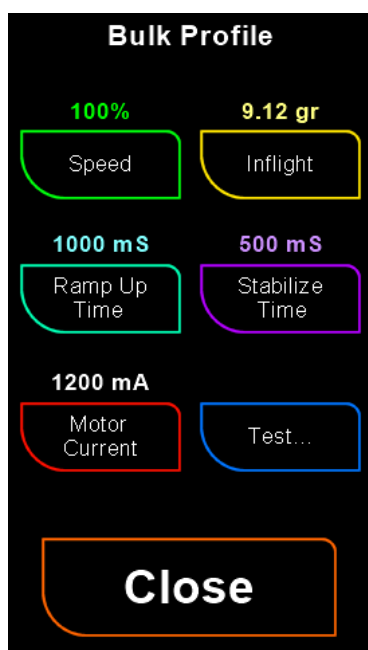 Bulk Profile
100%
9.12 gr
Speed
Inflight
1000 mS
500 mS
Ramp Up
Time
Stabilize
Time
1200 mA
Motor
Current
Test...
Close